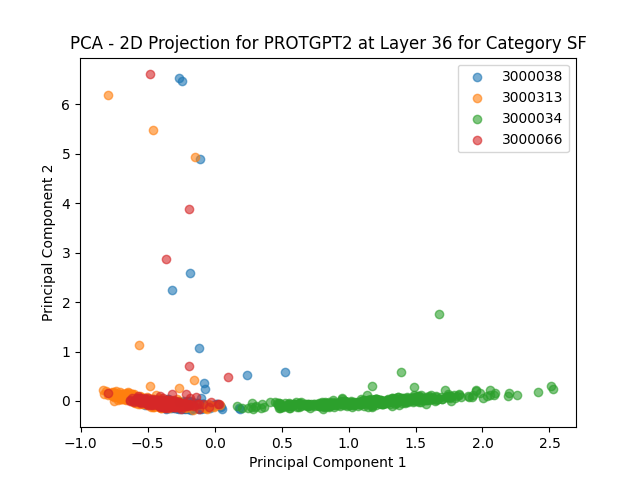 PCA - 2D Projection for PROTGPT2 at Layer 36 for Category SF
3000038
3000313
3000034
3000066
6
5
4
3
2
1
0
Principal Component 2
−1.0 −0.5 0.0 0.5 1.0 1.5 2.0 2.5
Principal Component 1